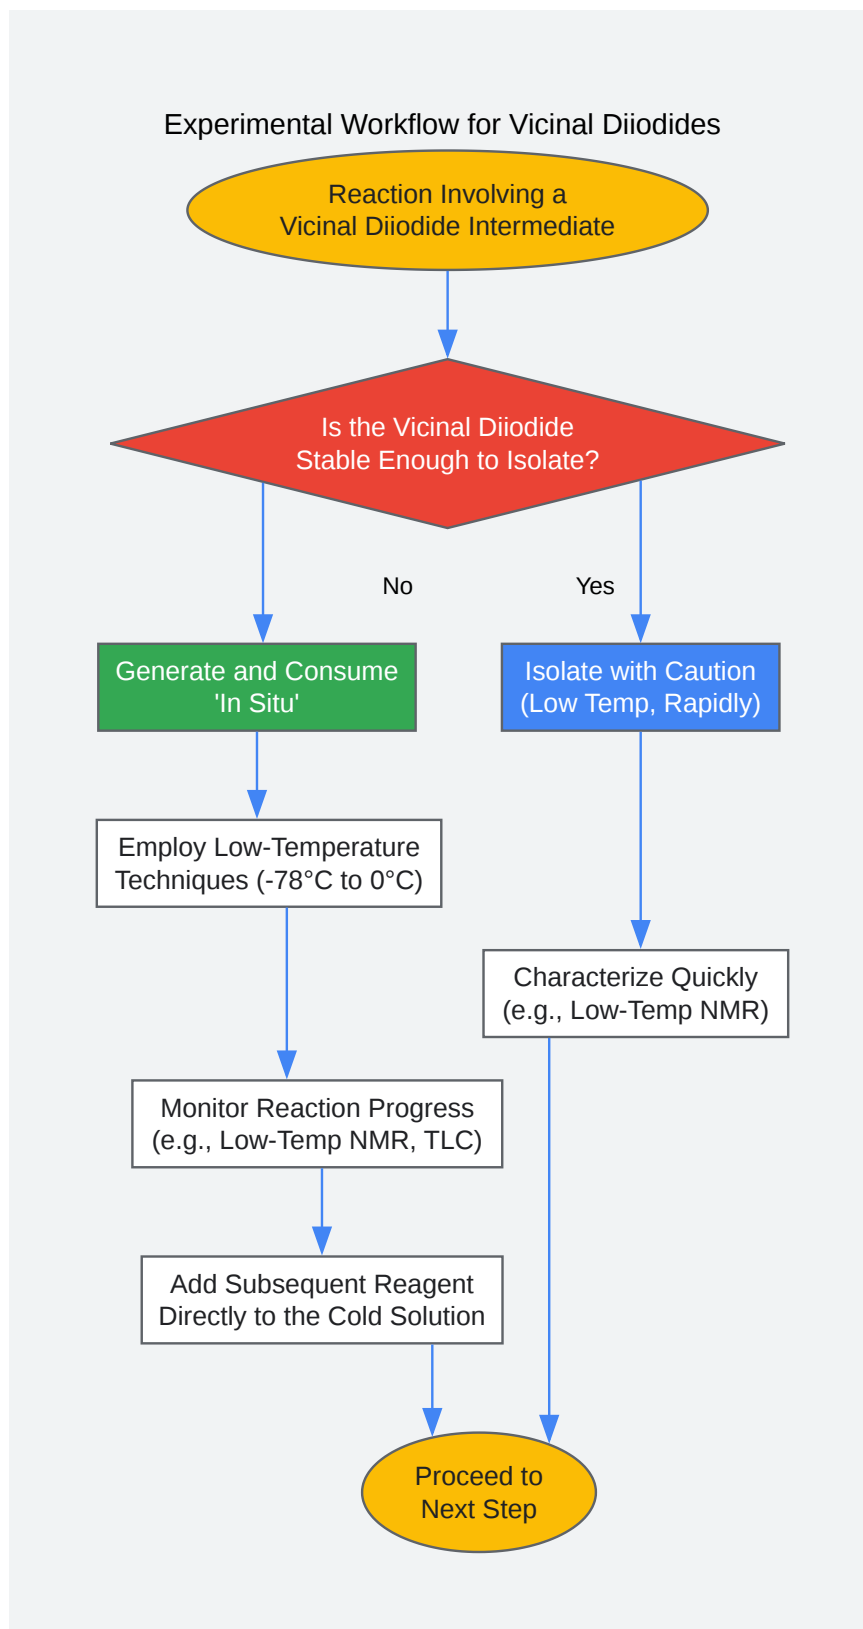 Experimental Workflow for Vicinal Diiodides
Reaction Involving a
Vicinal Diiodide Intermediate
Is the Vicinal Diiodide
Stable Enough to Isolate?
No
Yes
Generate and Consume
'In Situ'
Isolate with Caution
(Low Temp, Rapidly)
Employ Low-Temperature
Techniques (-78°C to 0°C)
Characterize Quickly
(e.g., Low-Temp NMR)
Monitor Reaction Progress
(e.g., Low-Temp NMR, TLC)
Add Subsequent Reagent
Directly to the Cold Solution
Proceed to
Next Step